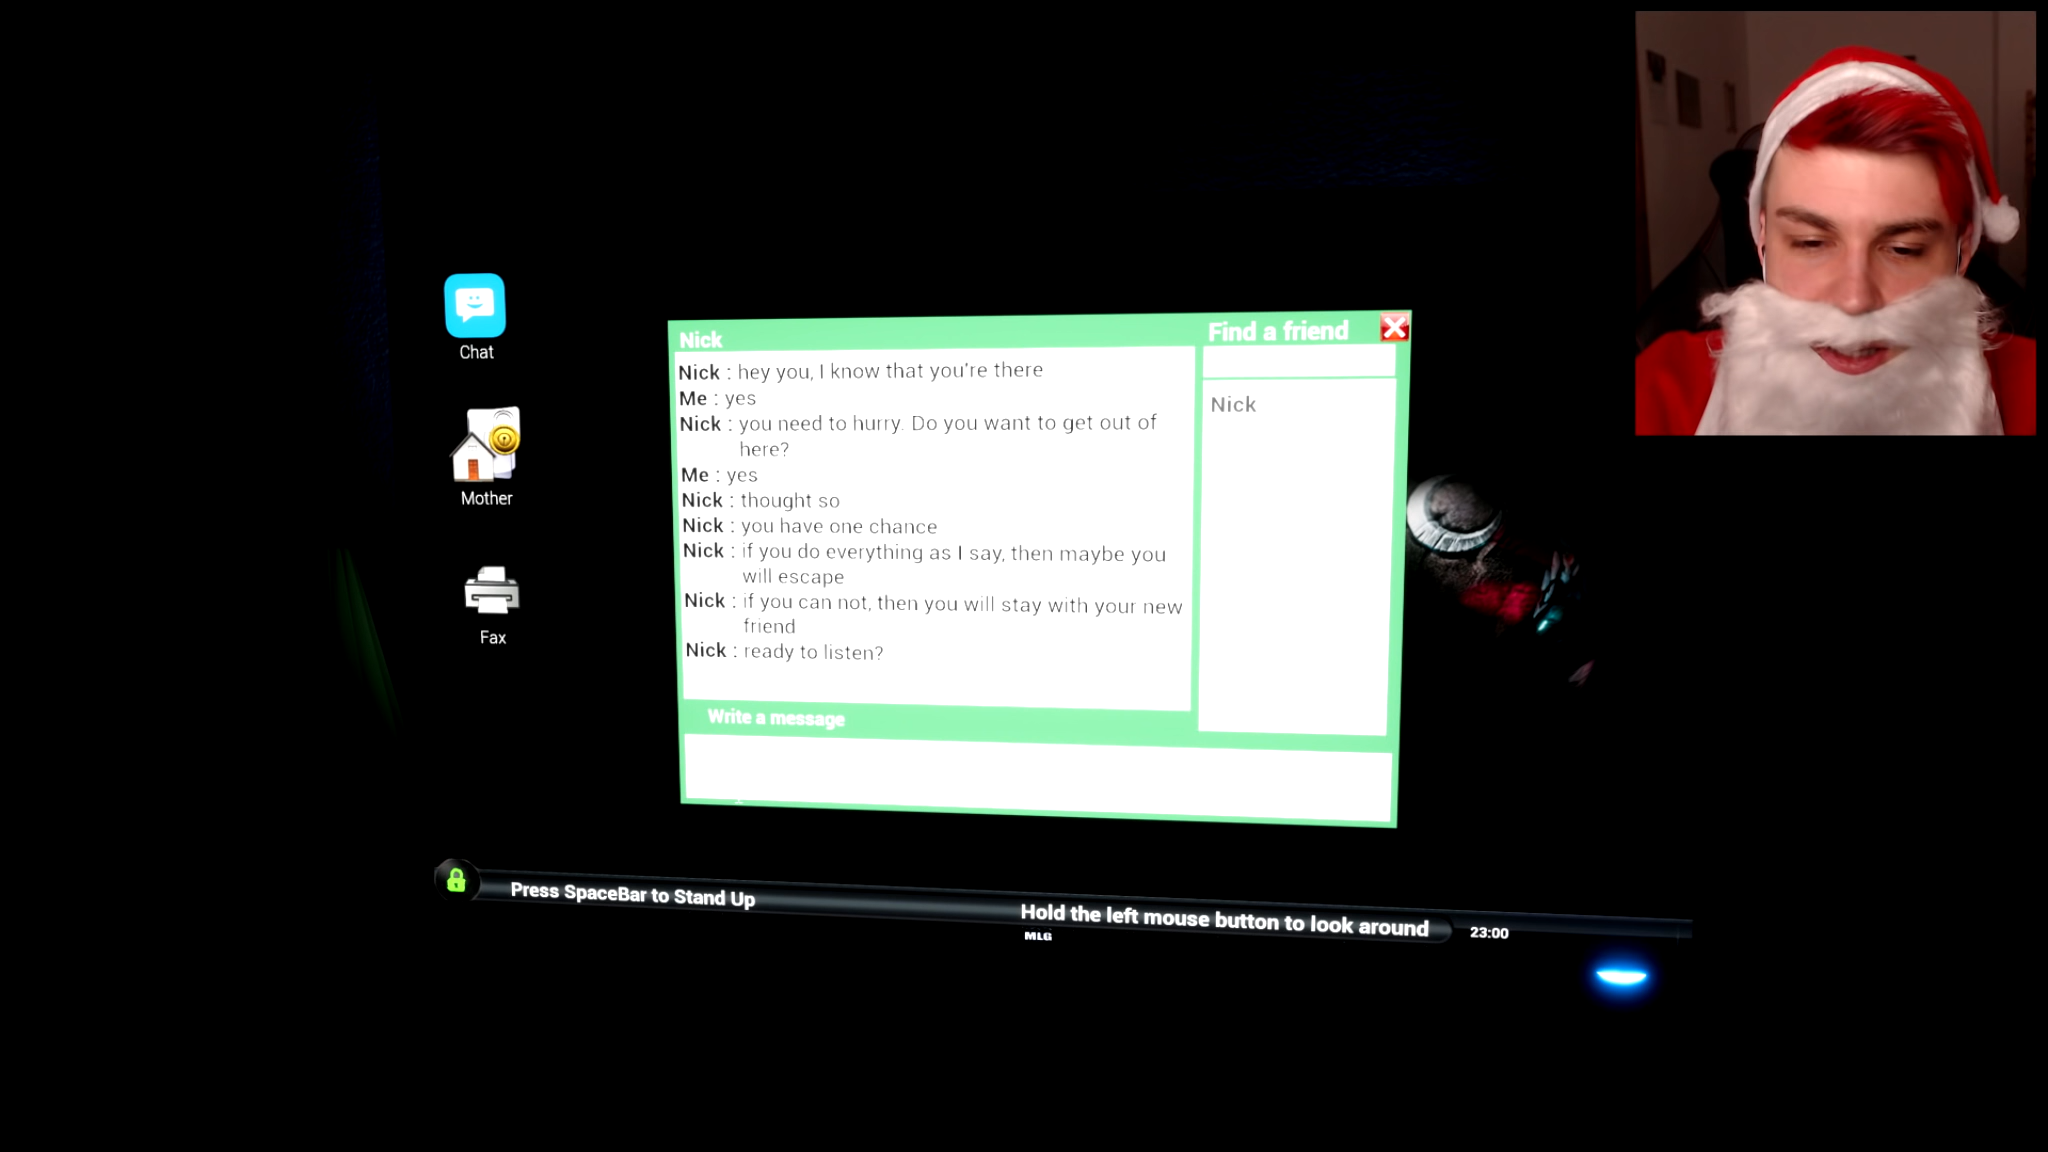 Chat
Mother
Fax
Nick
Nick : hey you, I know that you're there
Me : yes
Nick : you need to hurry. Do you want to get out of
here?
Me : yes
Nick : thought so
Nick : you have one chance
Nick : if you do everything as I say, then maybe you
will escape
Nick : if you can not, then you will stay with your new
friend
Nick : ready to listen?
Write a message
Find a friend
Nick
Press SpaceBar to Stand Up
Hold the left mouse button to look around
MLG
23:00